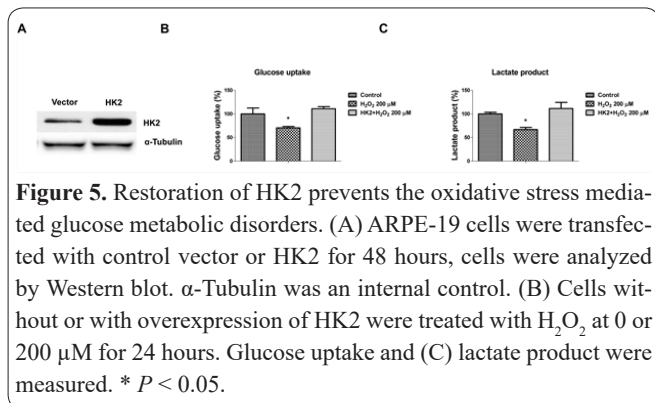 A
B
C
Vector HK2
HK2
α-Tubulin
Glucose uptake
Glucose uptake (%)
150
100
50
0
*
Control
H₂O₂ 200 μM
HK2+H₂O₂ 200 μM
Lactate product
Lactate product (%)
150
100
50
0
*
Control
H₂O₂ 200 μM
HK2+H₂O₂ 200 μM
Figure 5. Restoration of HK2 prevents the oxidative stress media-
ted glucose metabolic disorders. (A) ARPE-19 cells were transfec-
ted with control vector or HK2 for 48 hours, cells were analyzed
by Western blot. α-Tubulin was an internal control. (B) Cells wit-
hout or with overexpression of HK2 were treated with H₂O₂ at 0 or
200 µM for 24 hours. Glucose uptake and (C) lactate product were
measured. * P < 0.05.